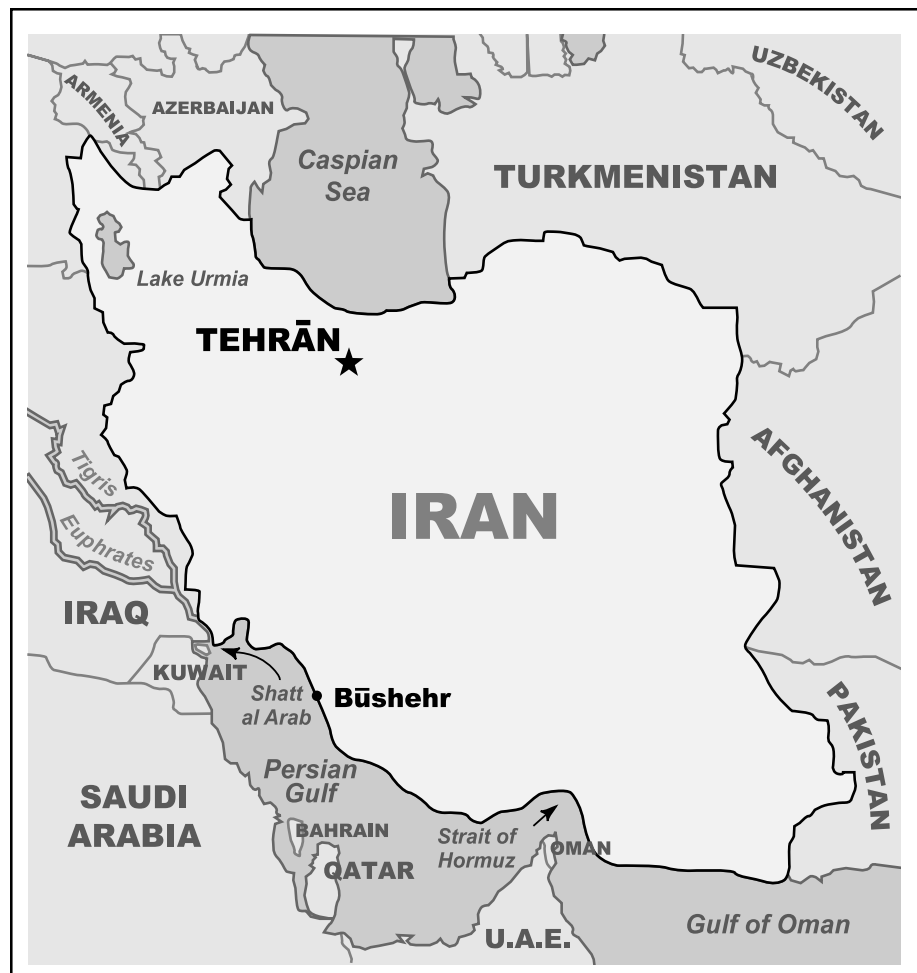 UZBEKISTAN
ARMENIA
AZERBAIJAN
Caspian
Sea
TURKMENISTAN
Lake Urmia
TEHRĀN
AFGHANISTAN
Tigris
IRAN
Euphrates
IRAQ
KUWAIT
Shatt
al Arab
Būshehr
PAKISTAN
Persian
Gulf
SAUDI
ARABIA
BAHRAIN
QATAR
Strait of
Hormuz
OMAN
U.A.E.
Gulf of Oman